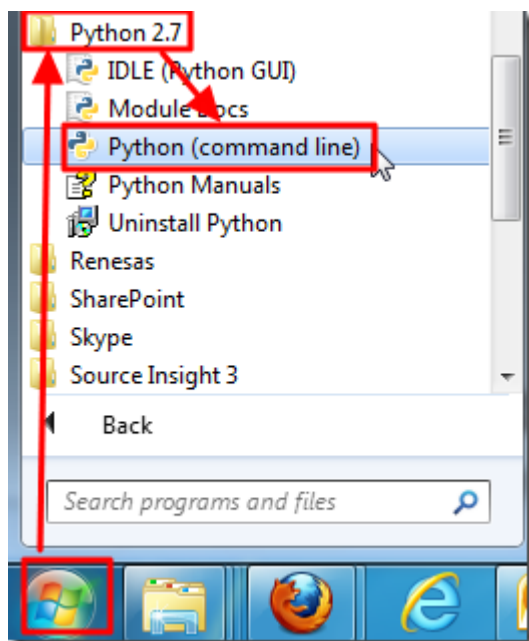 Python 2.7
IDLE (Python GUI)
Module Docs
Python (command line)
Python Manuals
Uninstall Python
Renesas
SharePoint
Skype
Source Insight 3
Back
Search programs and files